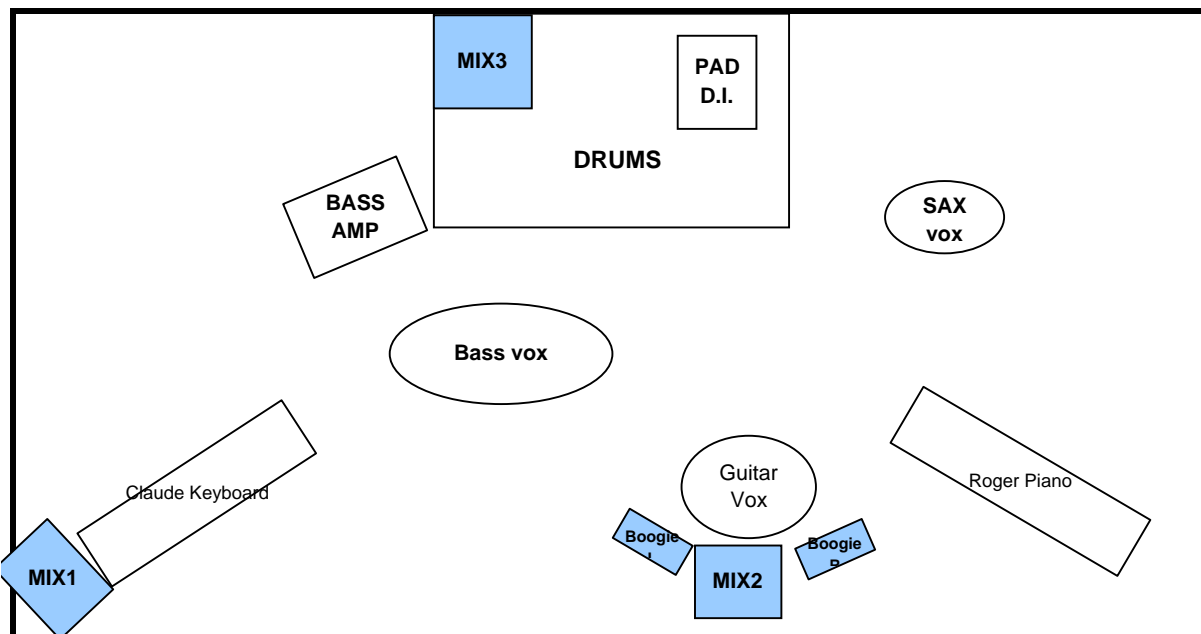 MIX3
PAD
D.I.
DRUMS
BASS
AMP
SAX
vox
Bass vox
Claude Keyboard
Guitar
Vox
Roger Piano
Boogie
Boogie
MIX1
MIX2